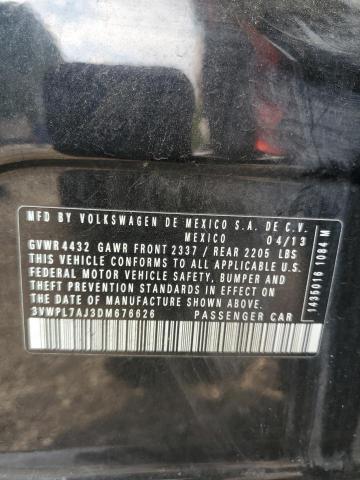 MFD BY VOLKSWAGEN DE MEXICO S.A. DE C.V.
MEXICO 04/13
GVWR 4432 GAWR FRONT 2337 / REAR 2205 LBS
THIS VEHICLE CONFORMS TO ALL APPLICABLE
FEDERAL MOTOR VEHICLE SAFETY, BUMPER AND
THEFT PREVENTION STANDARDS IN EFFECT ON
THE DATE OF MANUFACTURE SHOWN ABOVE.
3VWPL7AJ3DM676626 PASSENGER CAR
1435016 1084 M